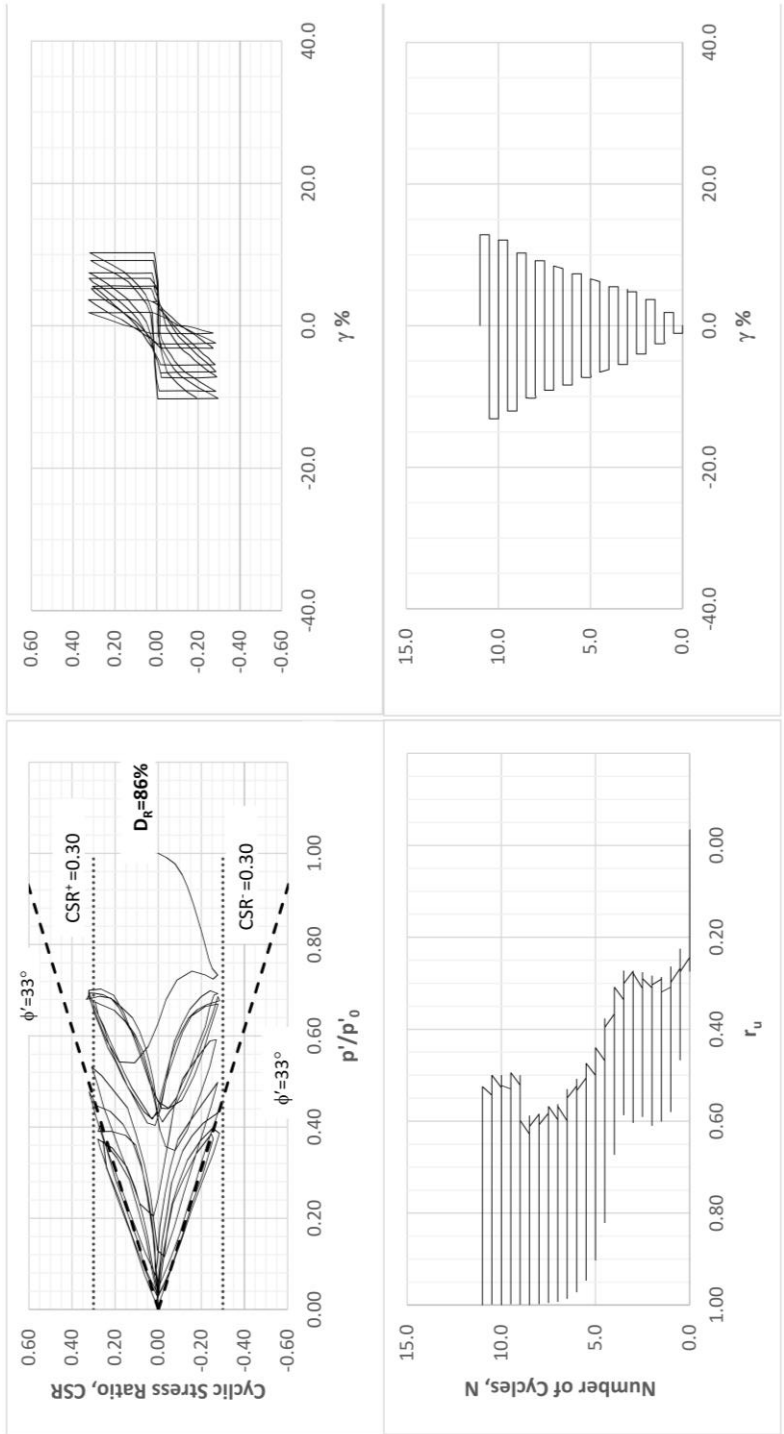 0.60
0.40
0.20
0.00
-0.20
-0.40
-0.60
Cyclic Stress Ratio, CSR
ϕ'=33°
CSR⁺ =0.30
D_R=86%
CSR⁻ =0.30
ϕ'=33°
0.00 0.20 0.40 0.60 0.80 1.00
p'/p'₀
0.60
0.40
0.20
0.00
-0.20
-0.40
-0.60
-40.0 -20.0 0.0 20.0 40.0
γ %
15.0
10.0
5.0
0.0
Number of Cycles, N
1.00 0.80 0.60 0.40 0.20 0.00
r_u
15.0
10.0
5.0
0.0
-40.0 -20.0 0.0 20.0 40.0
γ %